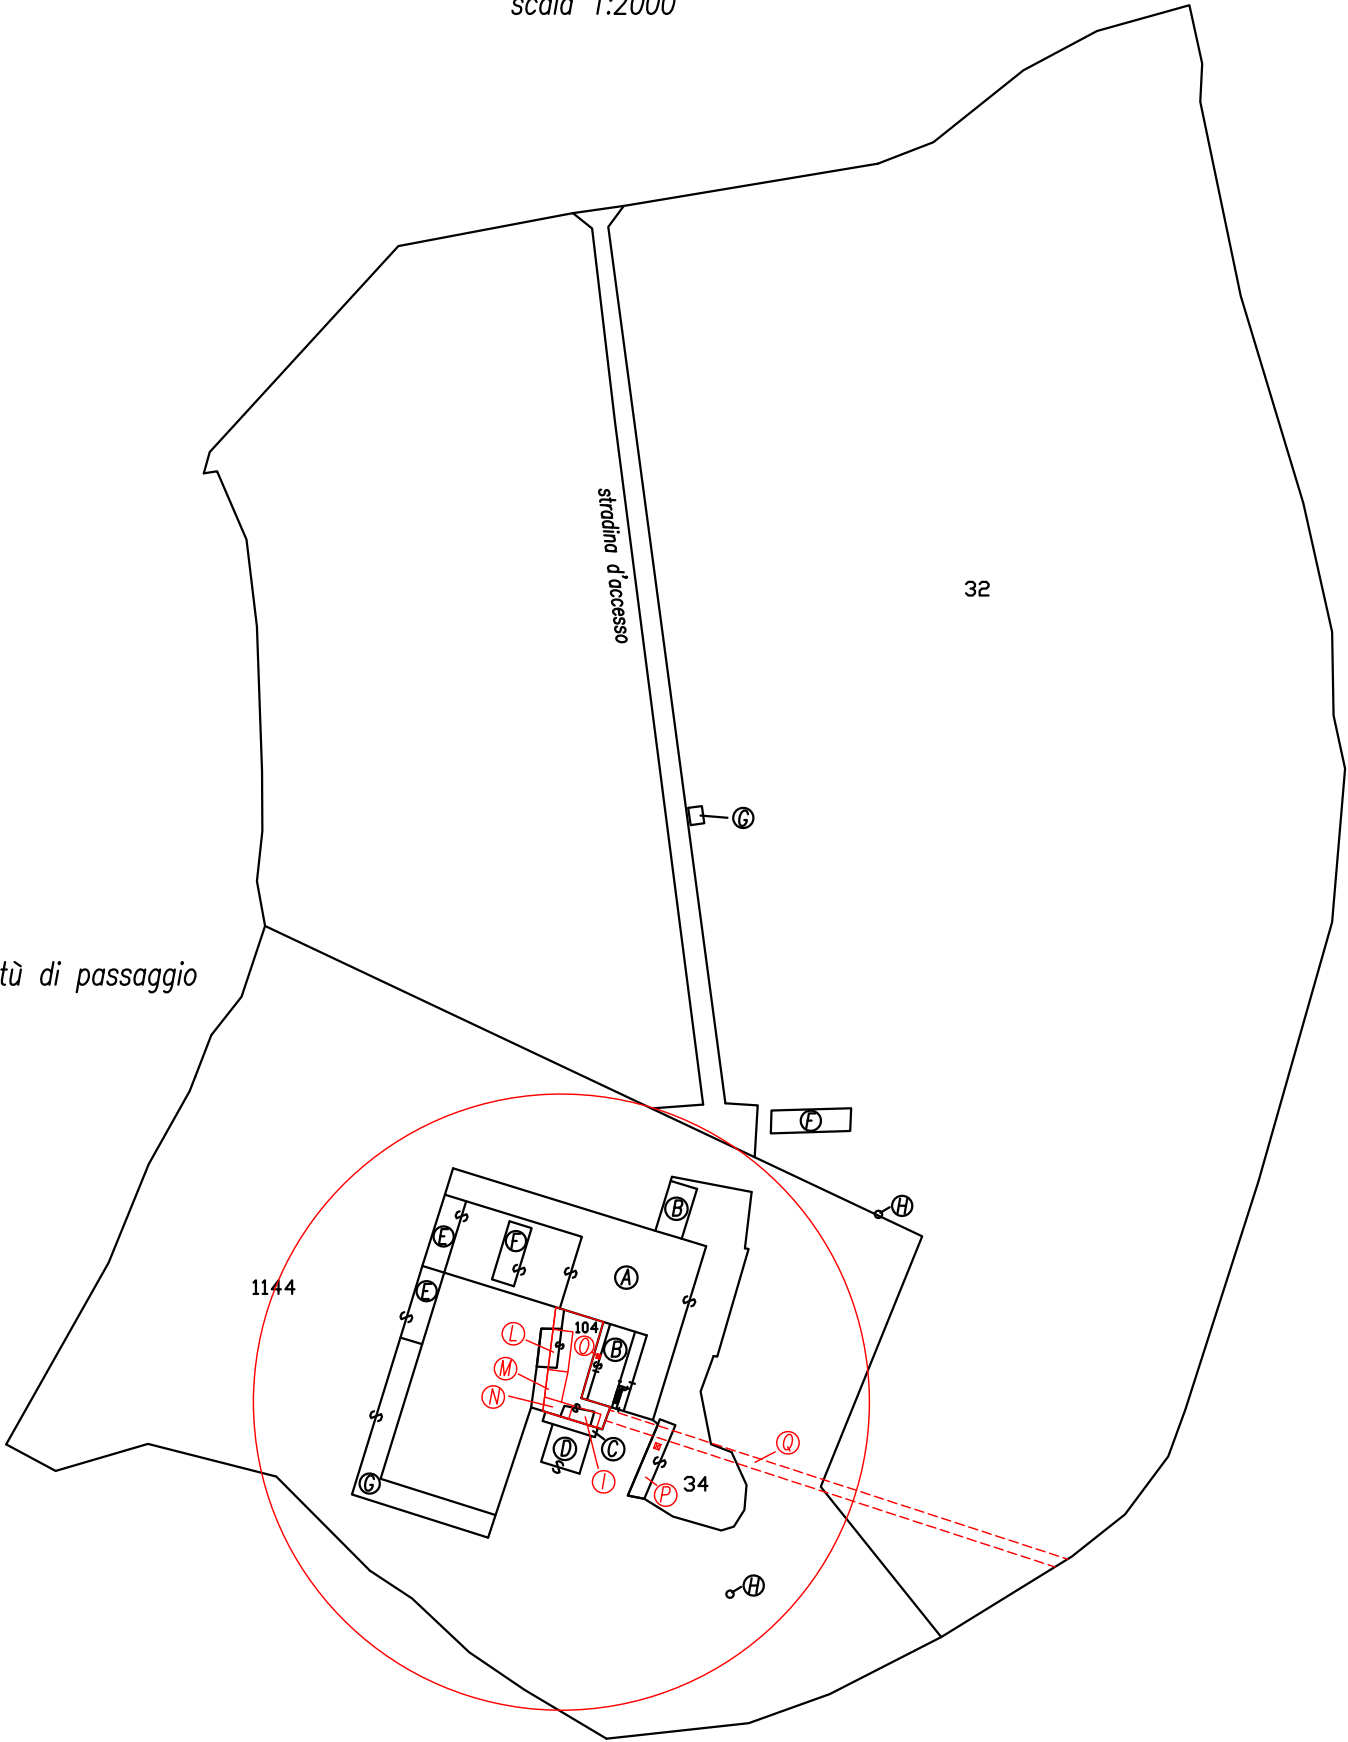 scala 1:2000
stradina d'accesso
32
G
tù di passaggio
F
B
H
E
F
A
E
1144
104
L
O
B
M
N
D
C
Q
G
I
P
34
H